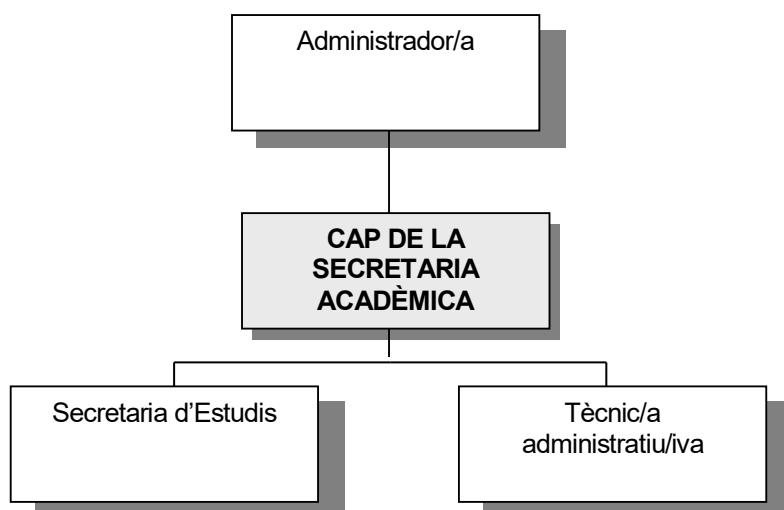 Administrador/a
CAP DE LA
SECRETARIA
ACADÈMICA
Secretaria d’Estudis
Tècnic/a
administratiu/iva